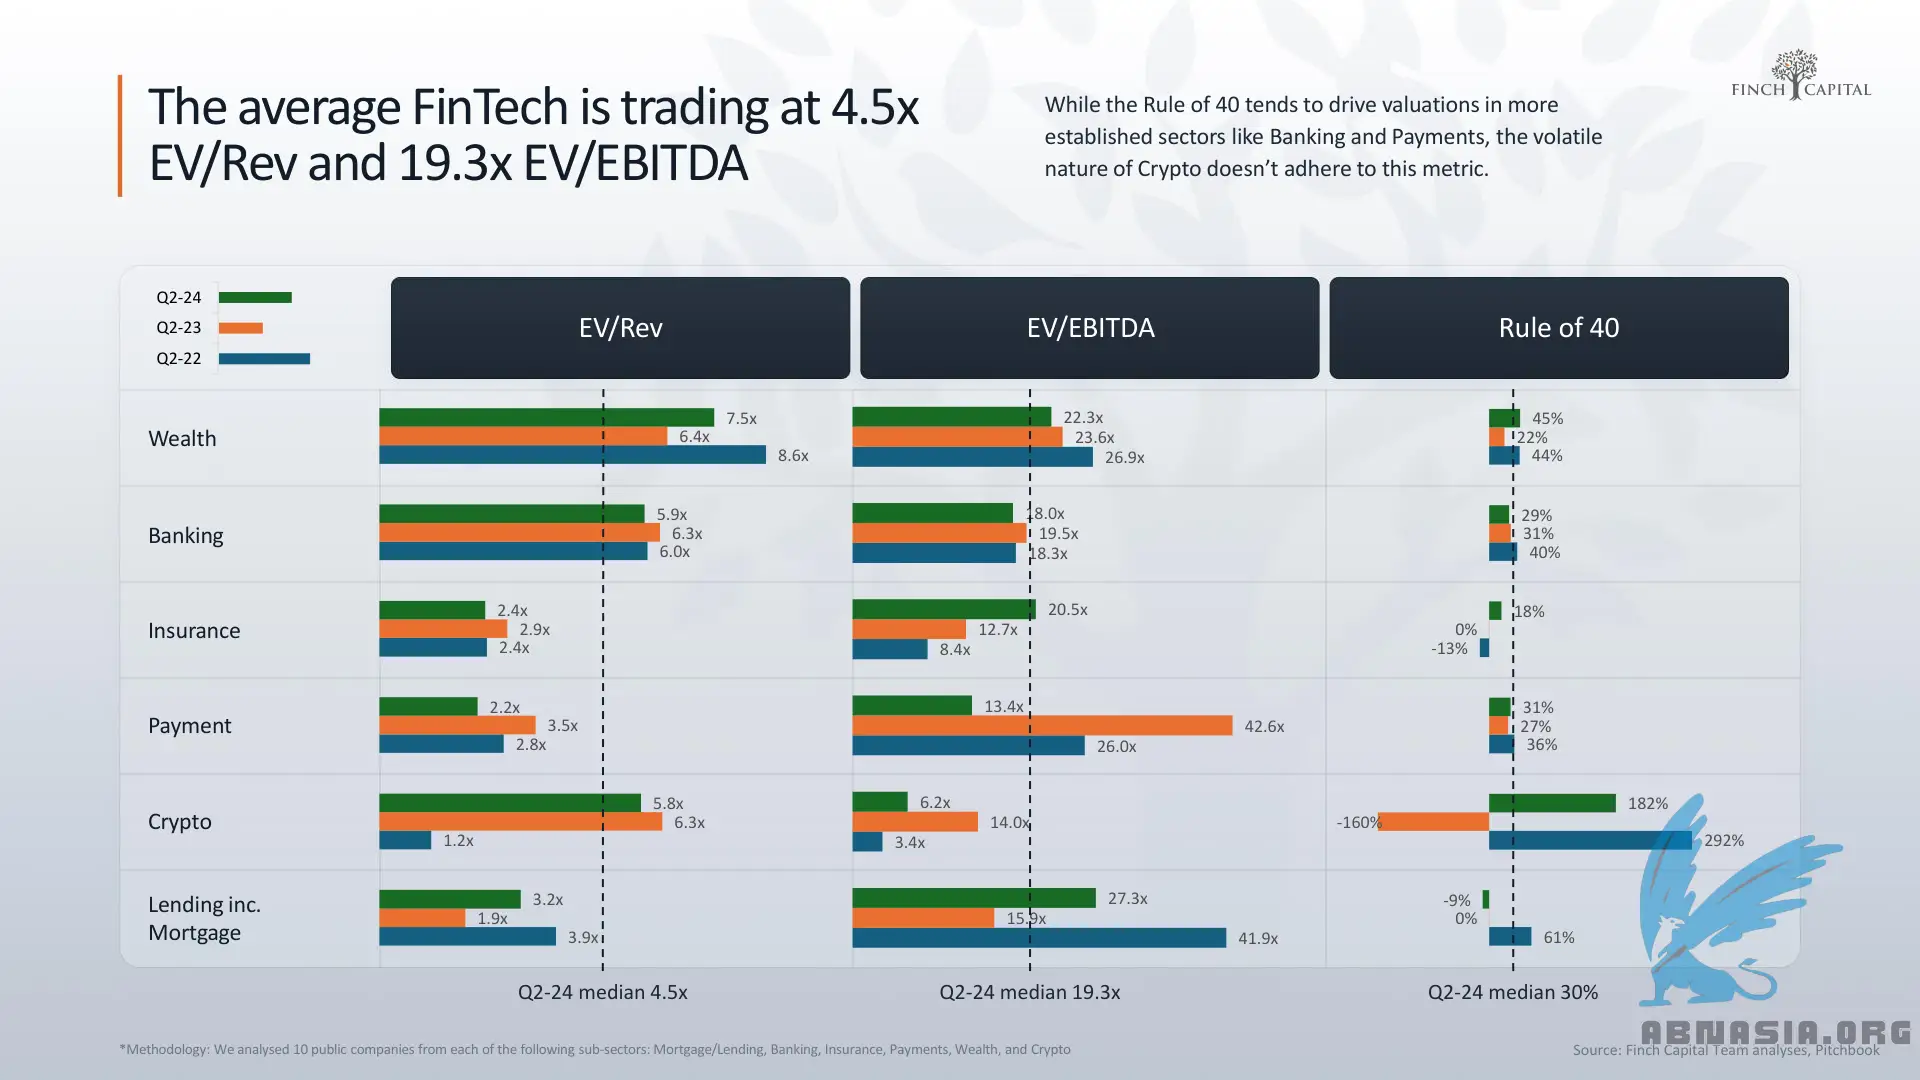 The average FinTech is trading at 4.5x
EV/Rev and 19.3x EV/EBITDA
While the Rule of 40 tends to drive valuations in more
established sectors like Banking and Payments, the volatile
nature of Crypto doesn't adhere to this metric.
FINCH CAPITAL
Q2-24
Q2-23
Q2-22
EV/Rev
EV/EBITDA
Rule of 40
Wealth
7.5x
6.4x
8.6x
22.3x
23.6x
26.9x
45%
22%
44%
Banking
5.9x
6.3x
6.0x
18.0x
19.5x
18.3x
29%
31%
40%
Insurance
2.4x
2.9x
2.4x
20.5x
12.7x
8.4x
18%
0%
-13%
Payment
2.2x
3.5x
2.8x
13.4x
42.6x
26.0x
31%
27%
36%
Crypto
5.8x
6.3x
1.2x
6.2x
14.0x
3.4x
182%
-160%
292%
Lending inc.
Mortgage
3.2x
1.9x
3.9x
27.3x
15.9x
41.9x
-9%
0%
61%
Q2-24 median 4.5x
Q2-24 median 19.3x
Q2-24 median 30%
*Methodology: We analysed 10 public companies from each of the following sub-sectors: Mortgage/Lending, Banking, Insurance, Payments, Wealth, and Crypto
ABNASIA.ORG
Source: Finch Capital Team analyses, Pitchbook